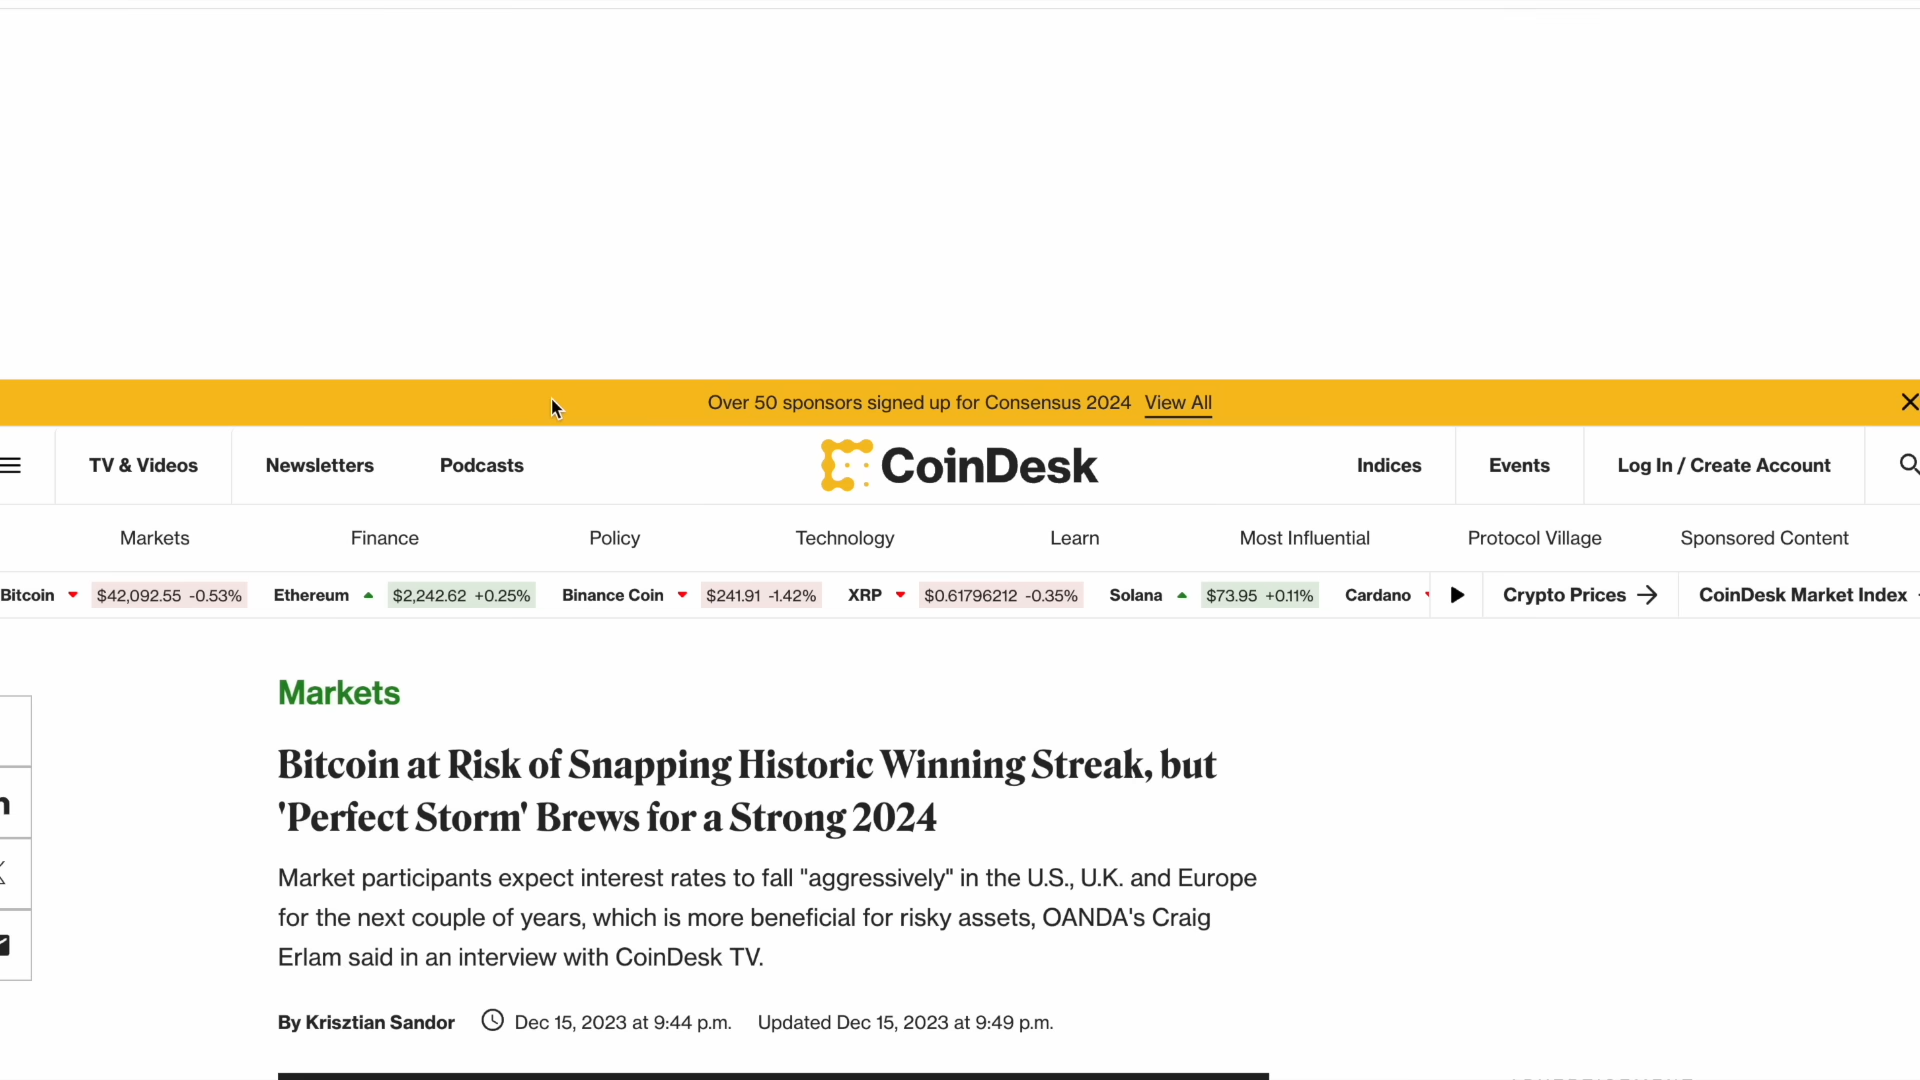 Over 50 sponsors signed up for Consensus 2024 View All
TV & Videos Newsletters Podcasts CoinDesk Indices Events Log In / Create Account
Markets Finance Policy Technology Learn Most Influential Protocol Village Sponsored Content
Bitcoin $42,092.55 -0.53% Ethereum $2,242.62 +0.25% Binance Coin $241.91 -1.42% XRP $0.61796212 -0.35% Solana $73.95 +0.11% Cardano Crypto Prices CoinDesk Market Index
Markets
Bitcoin at Risk of Snapping Historic Winning Streak, but
'Perfect Storm' Brews for a Strong 2024
Market participants expect interest rates to fall "aggressively" in the U.S., U.K. and Europe
for the next couple of years, which is more beneficial for risky assets, OANDA's Craig
Erlam said in an interview with CoinDesk TV.
By Krisztian Sandor Dec 15, 2023 at 9:44 p.m. Updated Dec 15, 2023 at 9:49 p.m.